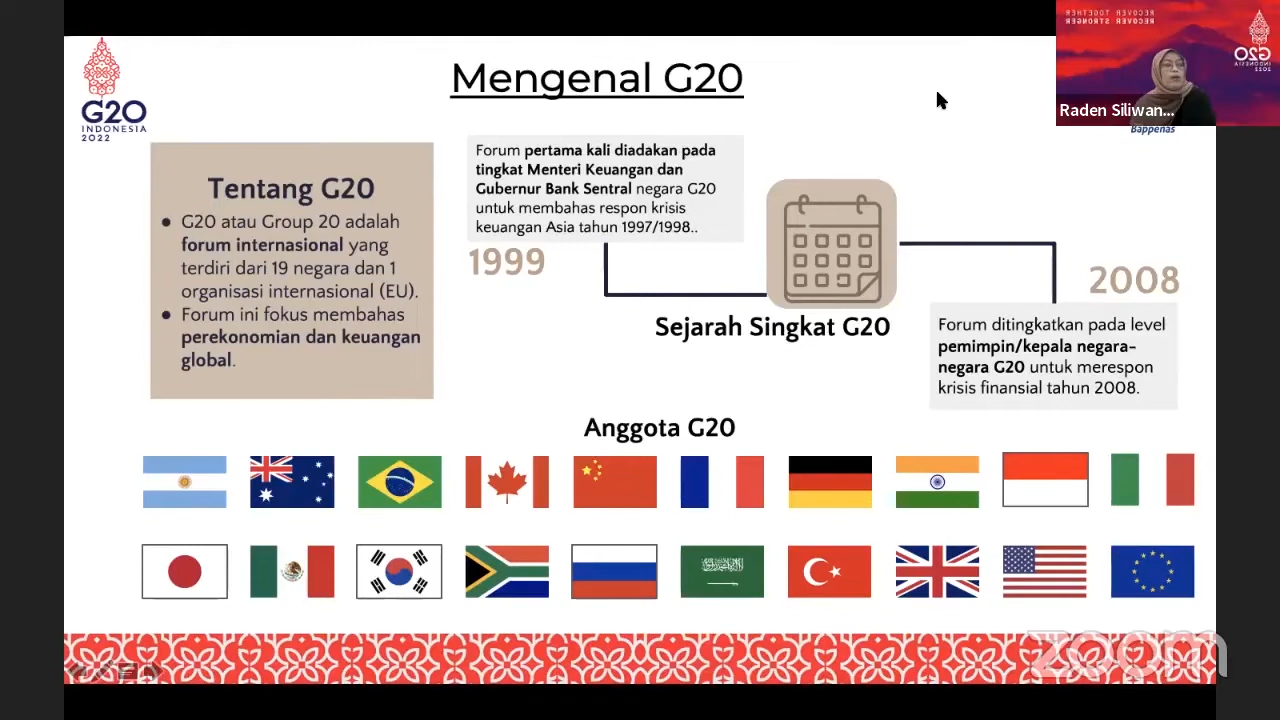 Mengenal G20
G20
INDONESIA
2022
RECOVER TOGETHER
RECOVER STRONGER
G20
INDONESIA
2022
Raden Siliwan...
Bappenas
Tentang G20
● G20 atau Group 20 adalah
forum internasional yang
terdiri dari 19 negara dan 1
organisasi internasional (EU).
● Forum ini fokus membahas
perekonomian dan keuangan
global.
Forum pertama kali diadakan pada
tingkat Menteri Keuangan dan
Gubernur Bank Sentral negara G20
untuk membahas respon krisis
keuangan Asia tahun 1997/1998..
1999
Sejarah Singkat G20
2008
Forum ditingkatkan pada level
pemimpin/kepala negara-
negara G20 untuk merespon
krisis finansial tahun 2008.
Anggota G20
zoom